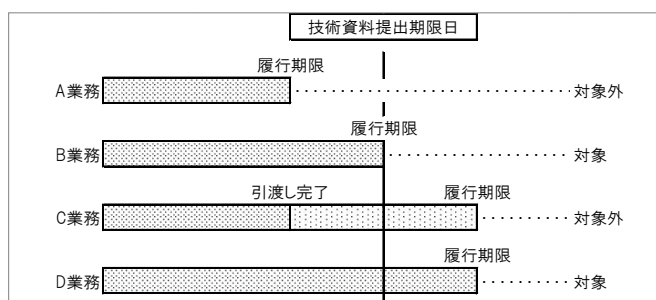 技術資料提出期限日
履行期限
A業務 ・・・・・・・・・・・・・・・・・・・・・・・・・・・ 対象外
履行期限
B業務 ・・・・・・・・・・・・・・・・・ 対象
引渡し完了 履行期限
C業務 ・・・・・・・・ 対象外
履行期限
D業務 ・・・・・・・・ 対象